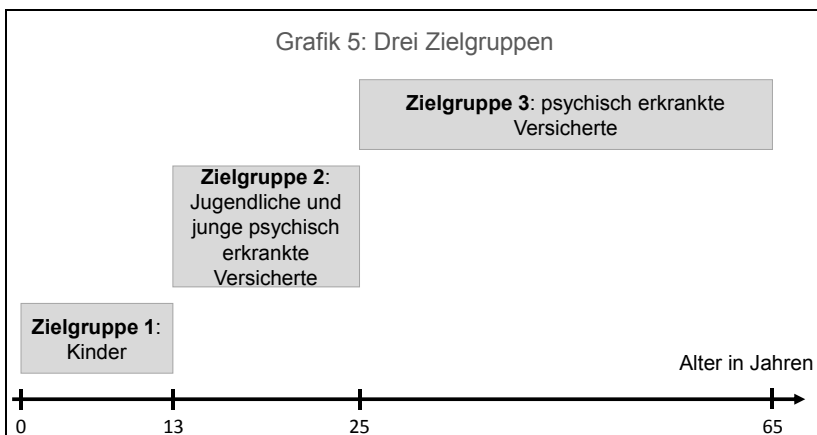 Grafik 5: Drei Zielgruppen
Zielgruppe 3: psychisch erkrankte
Versicherte
Zielgruppe 2:
Jugendliche und
junge psychisch
erkrankte
Versicherte
Zielgruppe 1:
Kinder
Alter in Jahren
0 13 25 65